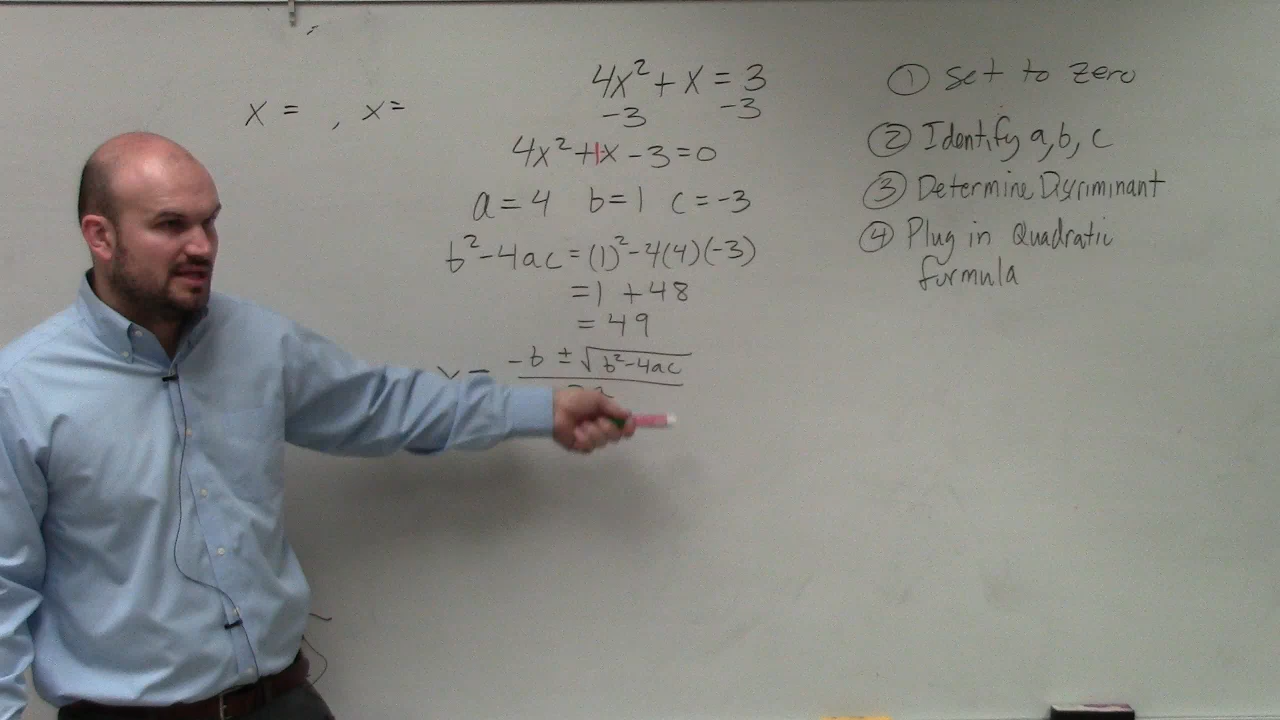 x = , x =
4x² + x = 3
-3 -3
4x² + 1x - 3 = 0
a = 4 b = 1 c = -3
b² - 4ac = (1)² - 4(4)(-3)
= 1 + 48
= 49
-b ± √b² - 4ac
① Set to zero
② Identify a, b, c
③ Determine Discriminant
④ Plug in Quadratic
formula